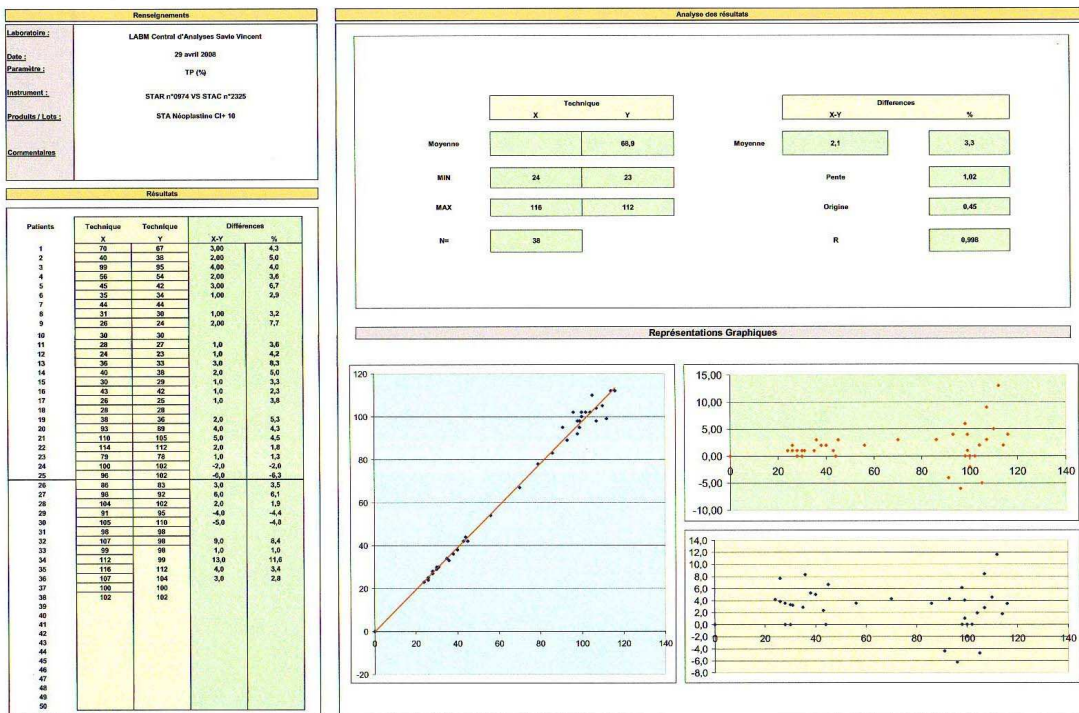 Renseignements
Laboratoire :
LABM Central d'Analyses Savie Vincent
Date :
29 avril 2008
Paramètre :
TP (%)
Instrument :
STAR n°0974 VS STAC n°2325
Produits / Lots :
STA Néoplastine CI+ 10
Commentaires
Résultats
Patients Technique Technique Différences
X Y X-Y %
1 70 67 3,00 4,3
2 40 38 2,00 5,0
3 99 95 4,00 4,0
4 56 54 2,00 3,6
5 45 42 3,00 6,7
6 35 34 1,00 2,9
7 44 44
8 31 30 1,00 3,2
9 26 24 2,00 7,7
10 30 30
11 28 27 1,0 3,6
12 24 23 1,0 4,2
13 36 33 3,0 8,3
14 40 38 2,0 5,0
15 30 29 1,0 3,3
16 43 42 1,0 2,3
17 26 25 1,0 3,8
18 28 28
19 38 36 2,0 5,3
20 93 89 4,0 4,3
21 110 105 5,0 4,5
22 114 112 2,0 1,8
23 79 78 1,0 1,3
24 100 102 -2,0 -2,0
25 96 102 -6,0 -6,3
26 86 83 3,0 3,5
27 98 92 6,0 6,1
28 104 102 2,0 1,9
29 91 95 -4,0 -4,4
30 105 110 -5,0 -4,8
31 98 98
32 107 98 9,0 8,4
33 99 98 1,0 1,0
34 112 99 13,0 11,6
35 116 112 4,0 3,4
36 107 104 3,0 2,8
37 100 100
38 102 102
39
40
41
42
43
44
45
46
47
48
49
50
Analyse des résultats
Technique
X Y
Moyenne 68,9
MIN 24 23
MAX 116 112
N= 38
Differences
X-Y %
Moyenne 2,1 3,3
Pente 1,02
Origine 0,45
R 0,998
Représentations Graphiques
120
100
80
60
40
20
0
-20
0 20 40 60 80 100 120 140
15,00
10,00
5,00
0,00
-5,00
-10,00
0 20 40 60 80 100 120 140
14,0
12,0
10,0
8,0
6,0
4,0
2,0
0,0
-2,0
-4,0
-6,0
-8,0
0 20 40 60 80 100 120 140